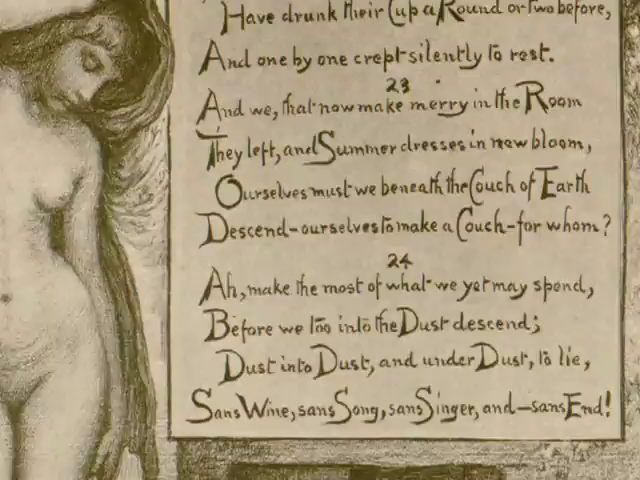 Have drunk their Cup a Round or two before,
And one by one crept silently to rest.
23
And we, that now make merry in the Room
They left, and Summer dresses in new bloom,
Ourselves must we beneath the Couch of Earth
Descend-ourselves to make a Couch-for whom?
24
Ah, make the most of what we yet may spend,
Before we too into the Dust descend;
Dust into Dust, and under Dust, to lie,
Sans Wine, sans Song, sans Singer, and—sans End!